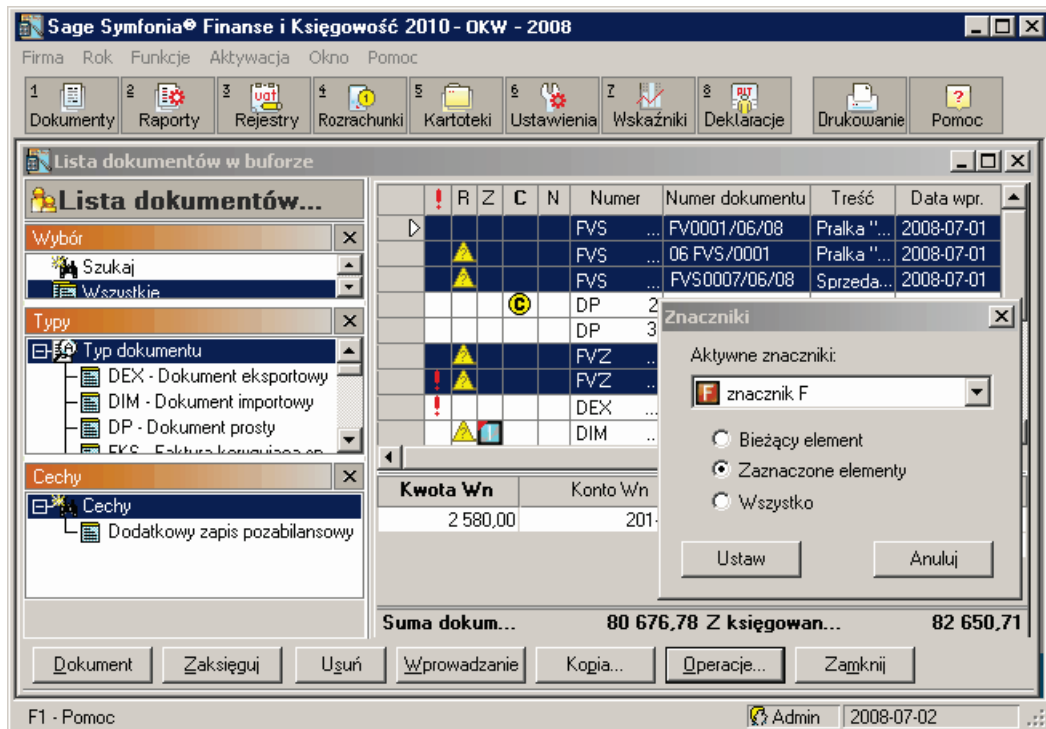 Sage Symfonia® Finanse i Księgowość 2010 - OKW - 2008
Firma Rok Funkcje Aktywacja Okno Pomoc
1 2 3 4 5 6 7 8
Dokumenty Raporty Rejestry Rozrachunki Kartoteki Ustawienia Wskaźniki Deklaracje Drukowanie Pomoc
Lista dokumentów w buforze
Lista dokumentów...
! R Z C N Numer Numer dokumentu Treść Data wpr.
Wybór
FVS ... FV0001/06/08 Pralka "... 2008-07-01
Szukaj
FVS ... 06 FVS/0001 Pralka "... 2008-07-01
Wszystkie
FVS ... FVS0007/06/08 Sprzeda... 2008-07-01
C DP 2
Typy
DP 3
Typ dokumentu
FVZ ..
DEX - Dokument eksportowy
FVZ ..
DIM - Dokument importowy
DEX ...
DP - Dokument prosty
DIM ..
Cechy
Cechy
Dodatkowy zapis pozabilansowy
Kwota Wn Konto Wn
2 580,00 201-
Suma dokum... 80 676,78 Z księgowan... 82 650,71
Znaczniki
Aktywne znaczniki:
F znacznik F
Bieżący element
Zaznaczone elementy
Wszystko
Ustaw Anuluj
Dokument Zaksięguj Usuń Wprowadzanie Kopia... Operacje... Zamknij
F1 - Pomoc Admin 2008-07-02